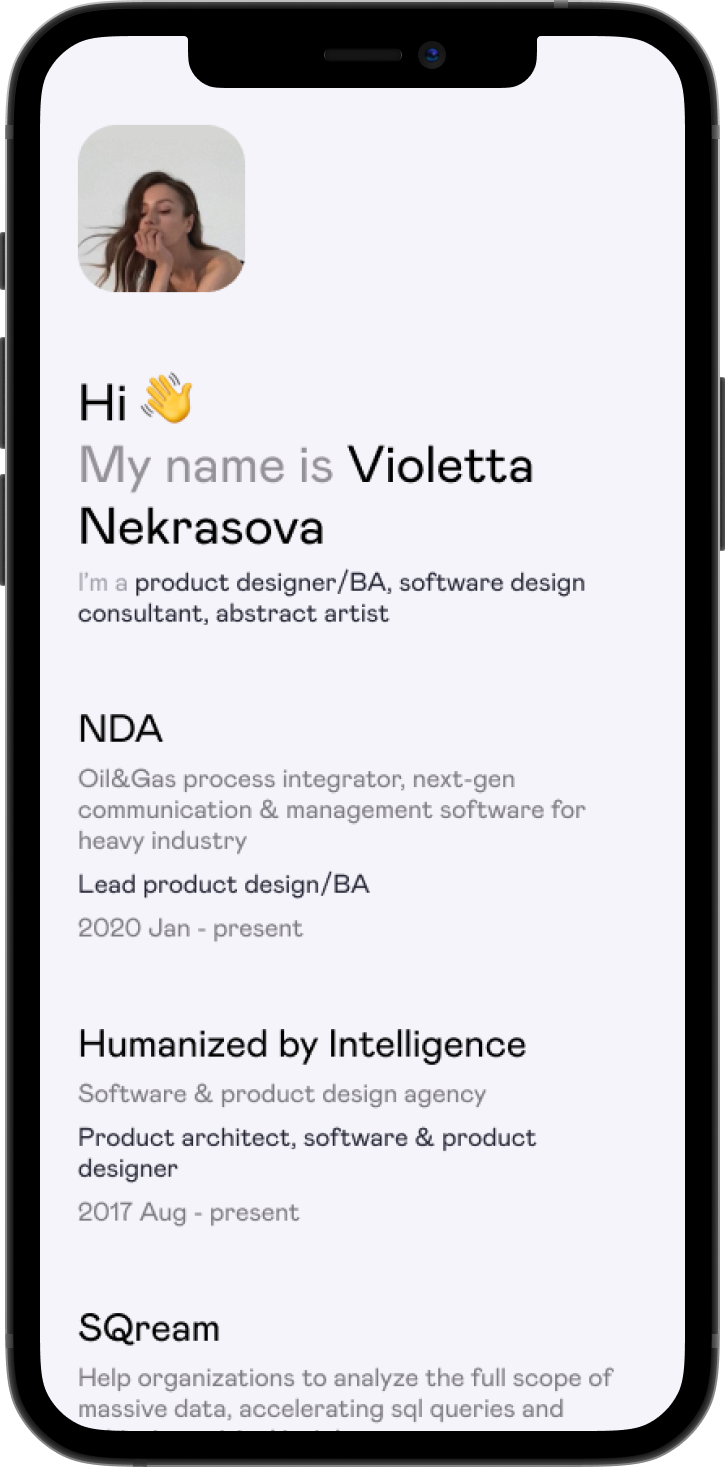 Hi 👋
My name is Violetta
Nekrasova
I'm a product designer/BA, software design
consultant, abstract artist
NDA
Oil&Gas process integrator, next-gen
communication & management software for
heavy industry
Lead product design/BA
2020 Jan - present
Humanized by Intelligence
Software & product design agency
Product architect, software & product
designer
2017 Aug - present
SQream
Help organizations to analyze the full scope of
massive data, accelerating sql queries and